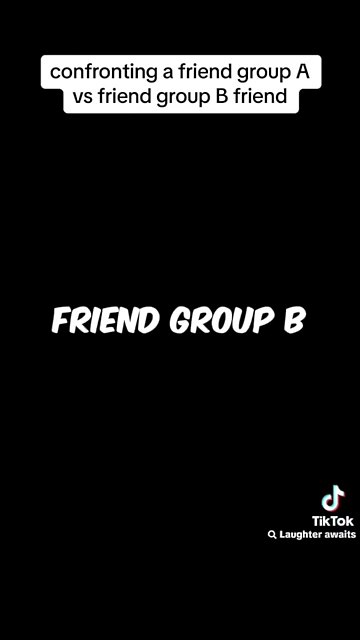 confronting a friend group A
vs friend group B friend
FRIEND GROUP B
TikTok
Laughter awaits